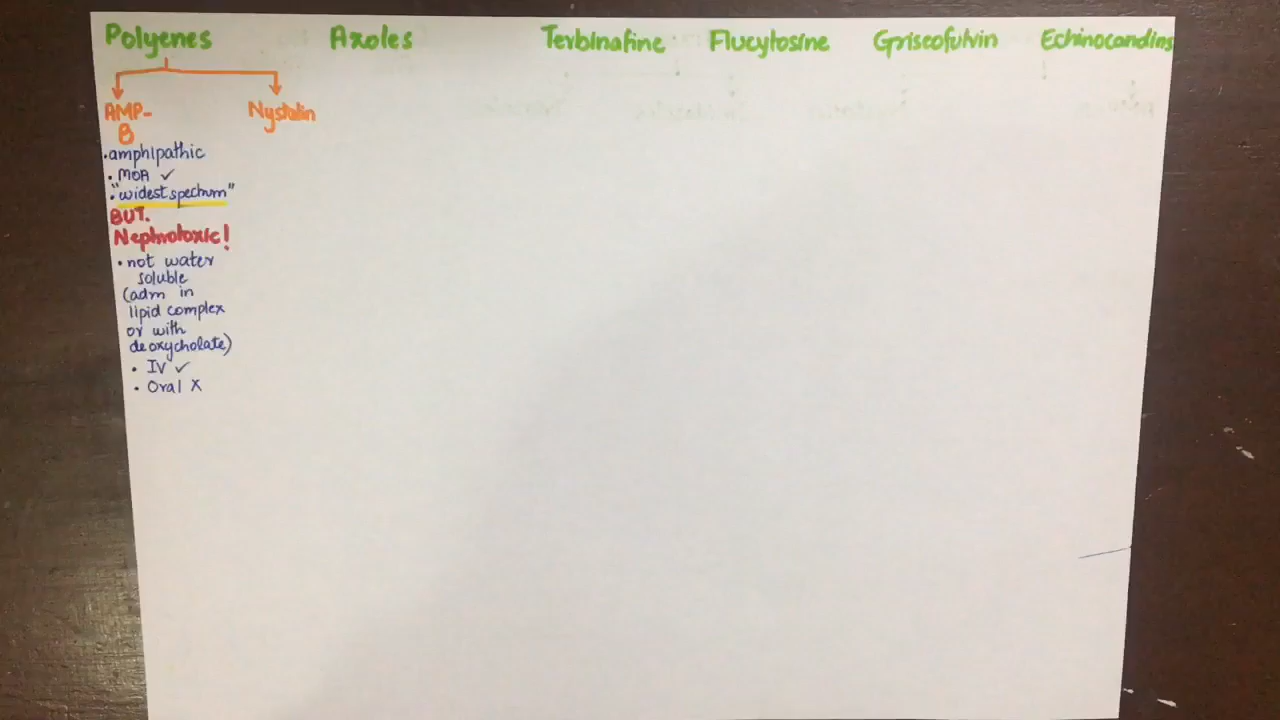 Polyenes Azoles Terbinafine Flucytosine Griseofulvin Echinocandins
AMP-
B
Nystatin
•amphipathic
•MOA ✓
•"widest spectrum"
BUT.
Nephrotoxic!
•not water
soluble
(adm in
lipid complex
or with
deoxycholate)
• IV ✓
• Oral X